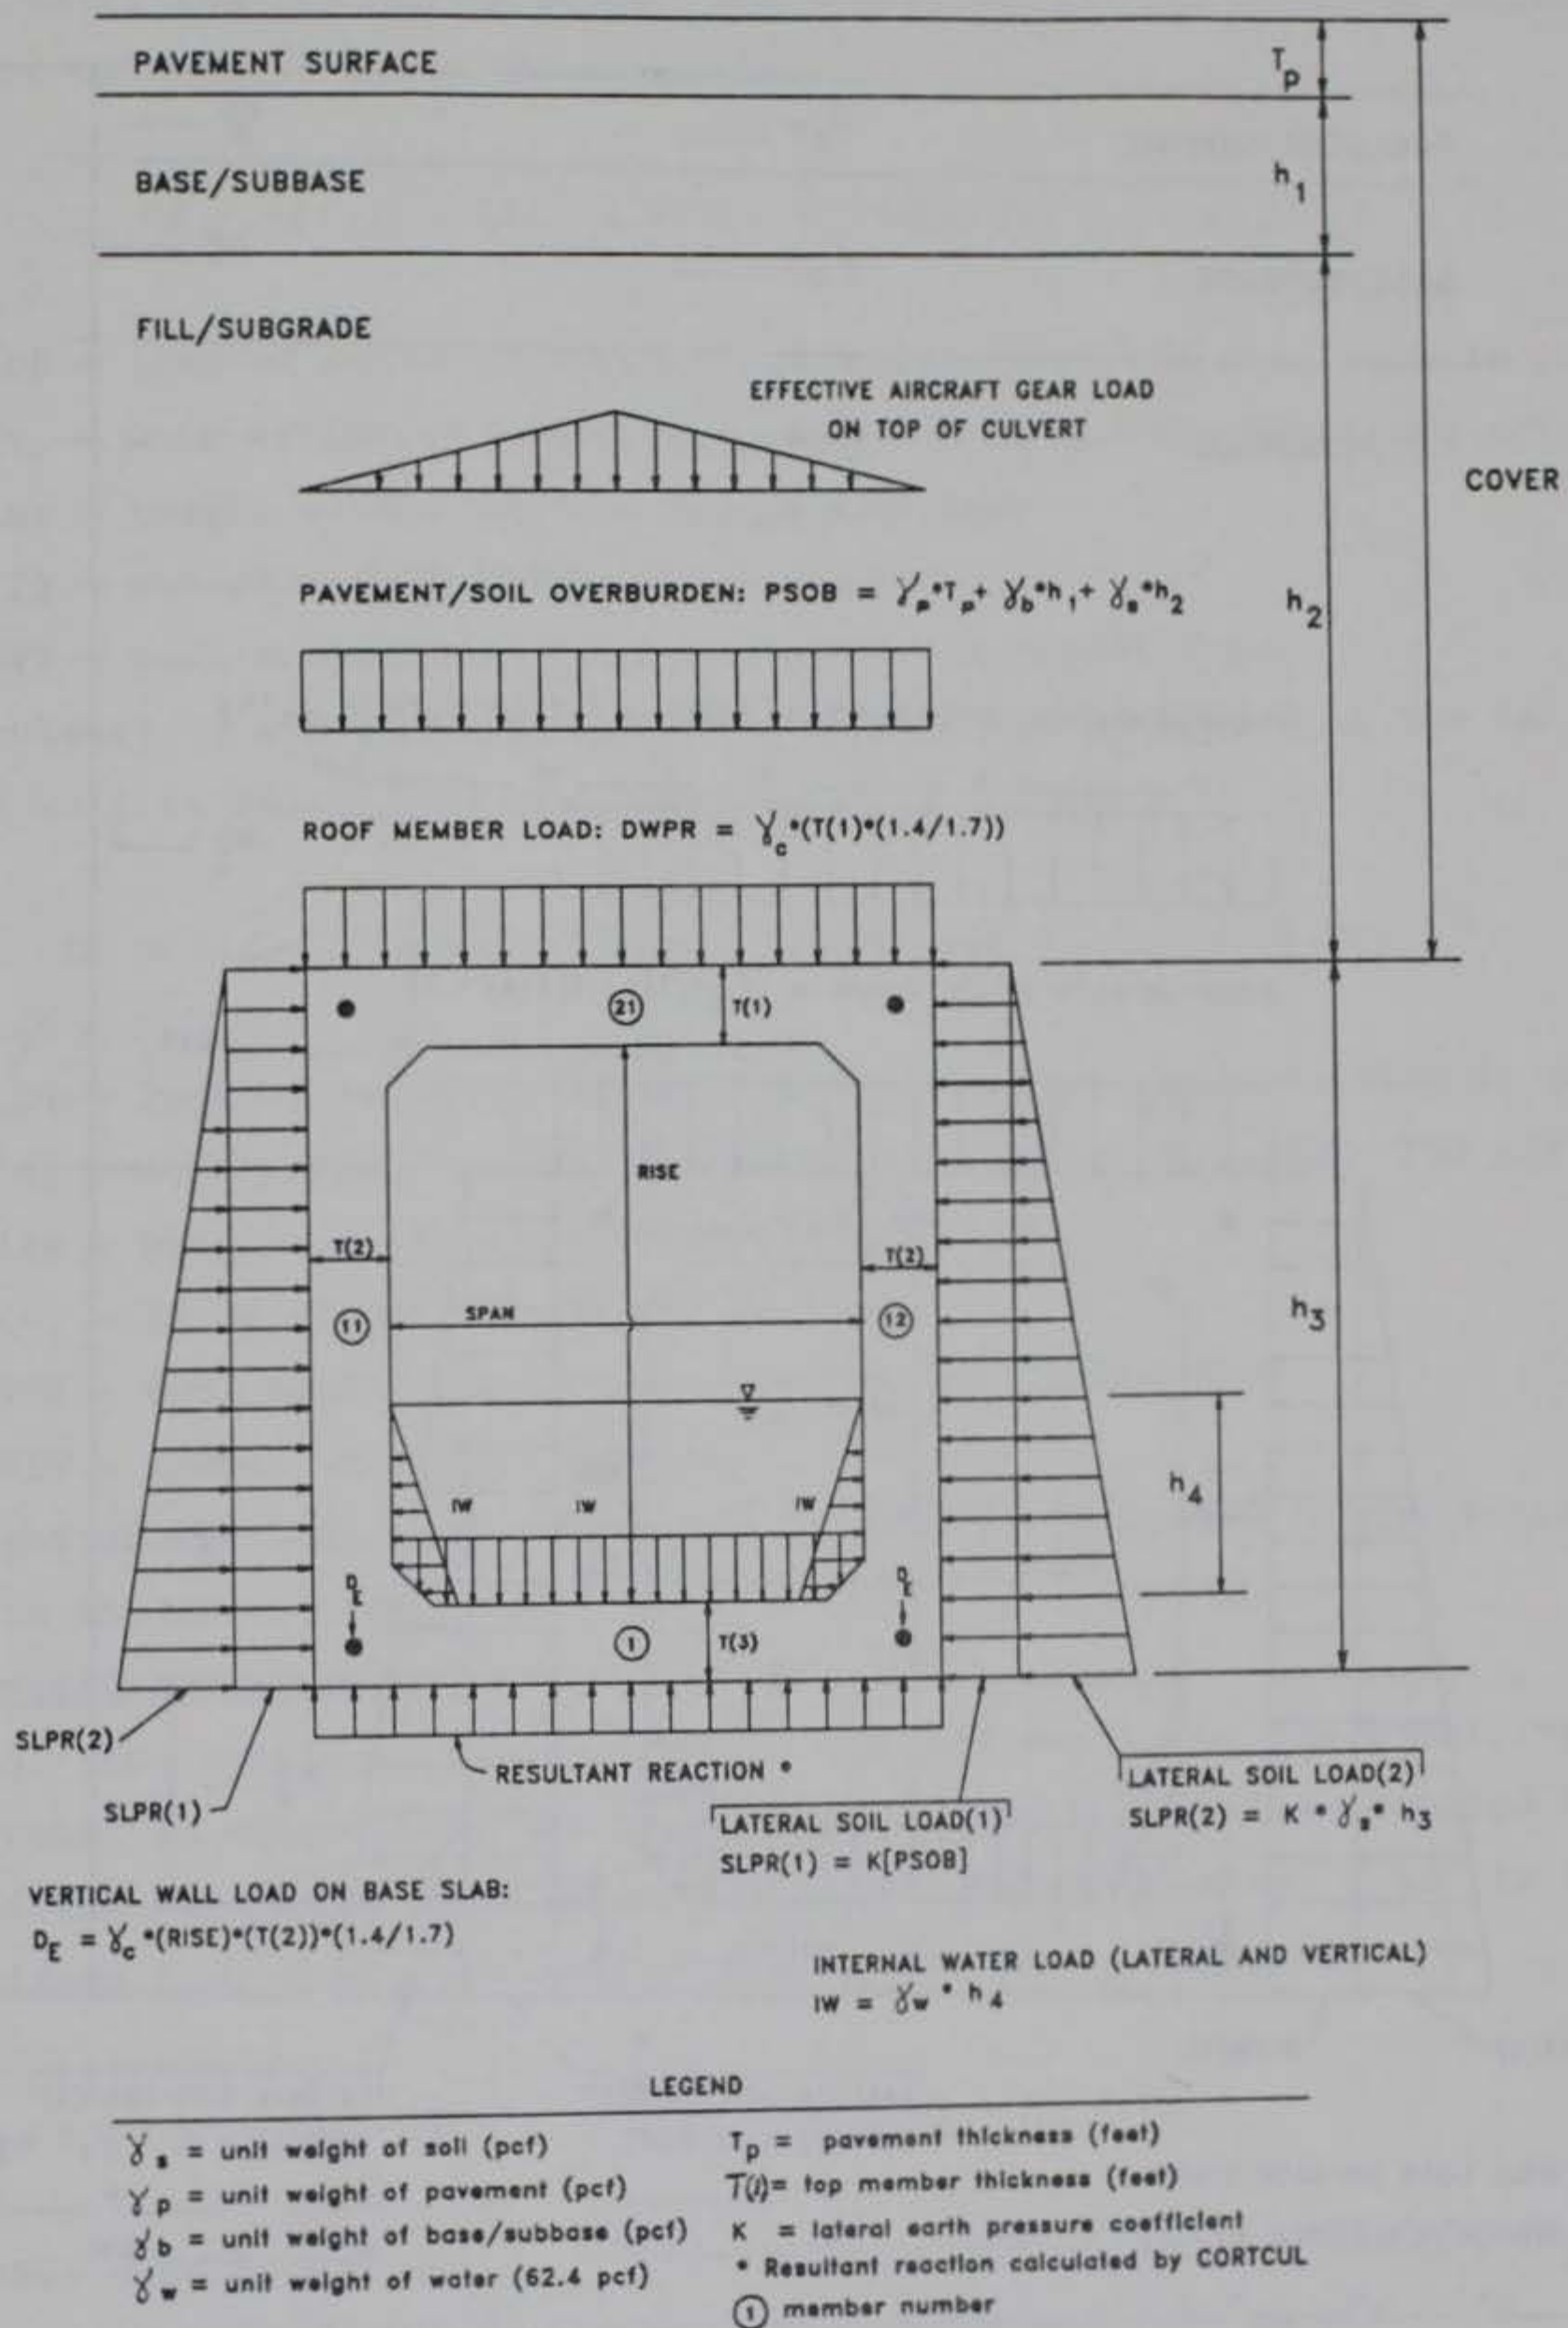 PAVEMENT SURFACE
Tp
BASE/SUBBASE
h1
FILL/SUBGRADE
EFFECTIVE AIRCRAFT GEAR LOAD
ON TOP OF CULVERT
COVER
PAVEMENT/SOIL OVERBURDEN: PSOB = γp*Tp+ γb*h1+ γs*h2
h2
ROOF MEMBER LOAD: DWPR = γc*(T(1)*(1.4/1.7))
21
T(1)
RISE
T(2)
T(2)
11
SPAN
12
h3
h4
IW
IW
IW
DE
DE
1
T(3)
SLPR(2)
SLPR(1)
RESULTANT REACTION *
LATERAL SOIL LOAD(1)
SLPR(1) = K[PSOB]
LATERAL SOIL LOAD(2)
SLPR(2) = K * γs* h3
VERTICAL WALL LOAD ON BASE SLAB:
DE = γc *(RISE)*(T(2))*(1.4/1.7)
INTERNAL WATER LOAD (LATERAL AND VERTICAL)
IW = γw * h4
LEGEND
γs = unit weight of soil (pcf)
γp = unit weight of pavement (pcf)
γb = unit weight of base/subbase (pcf)
γw = unit weight of water (62.4 pcf)
Tp = pavement thickness (feet)
T(1)= top member thickness (feet)
K = lateral earth pressure coefficient
* Resultant reaction calculated by CORTCUL
1 member number